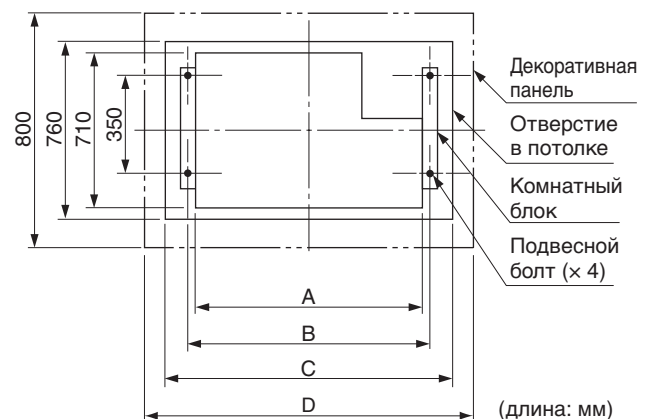 800
760
710
350
Декоративная
панель
Отверстие
в потолке
Комнатный
блок
Подвесной
болт (× 4)
A
B
C
D
(длина: мм)